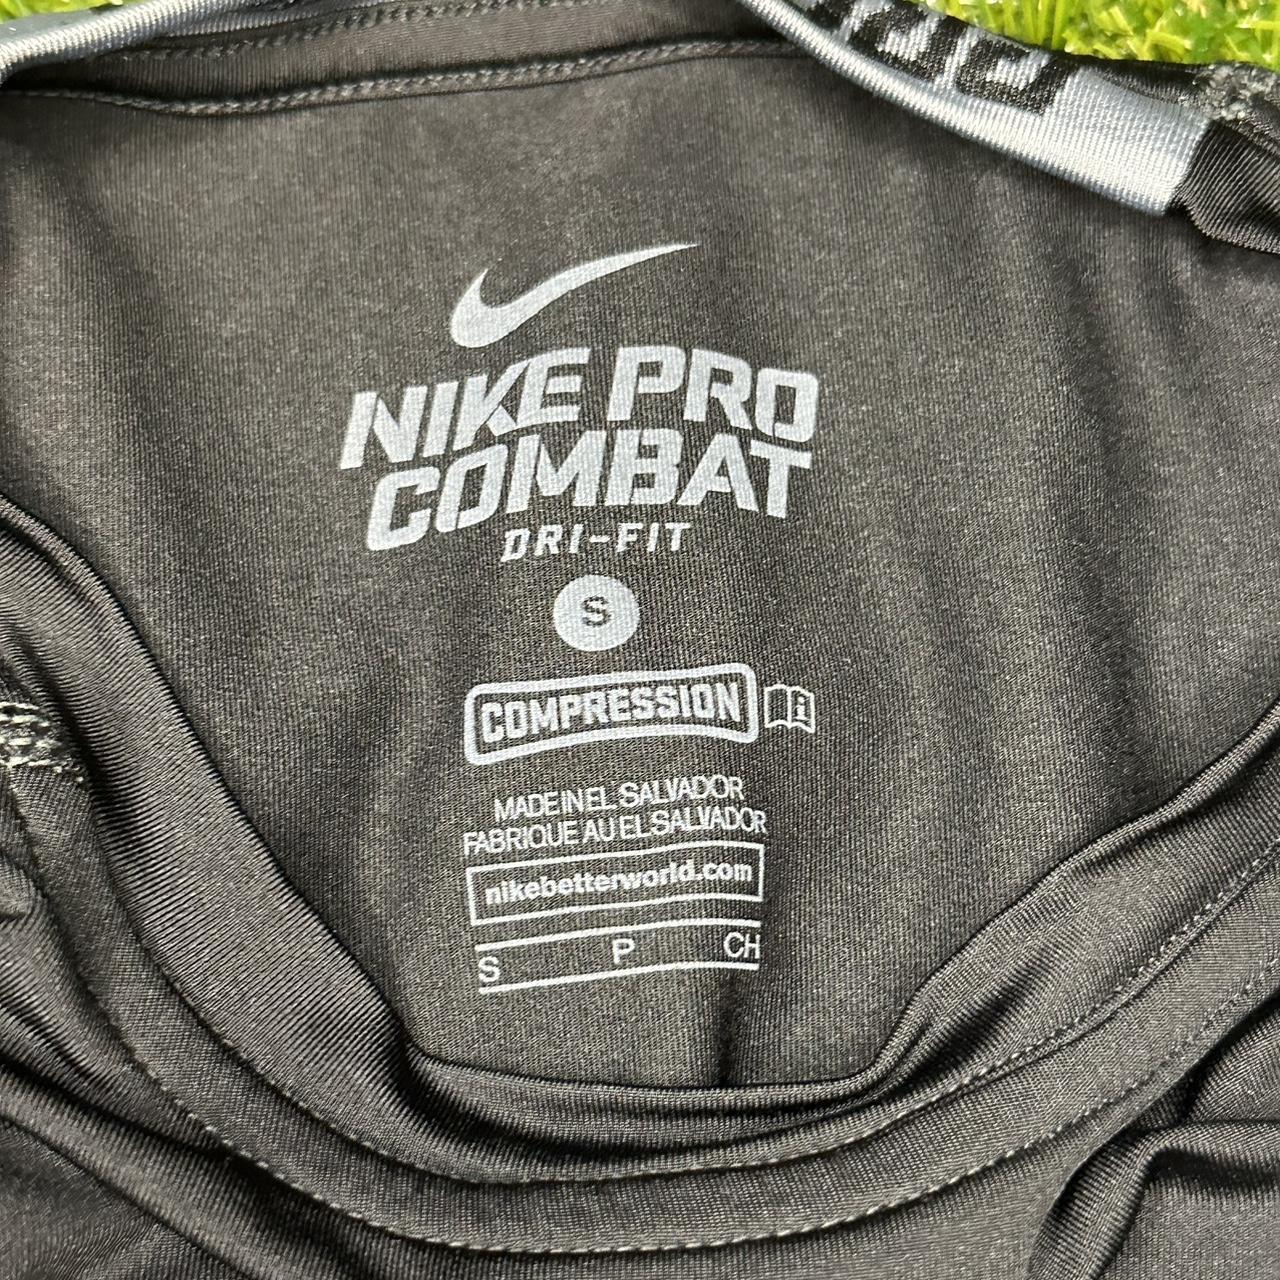 NIKE PRO
COMBAT
DRI-FIT
S
COMPRESSION
i
MADE IN EL SALVADOR
FABRIQUE AU EL SALVADOR
nikebetterworld.com
S P CH